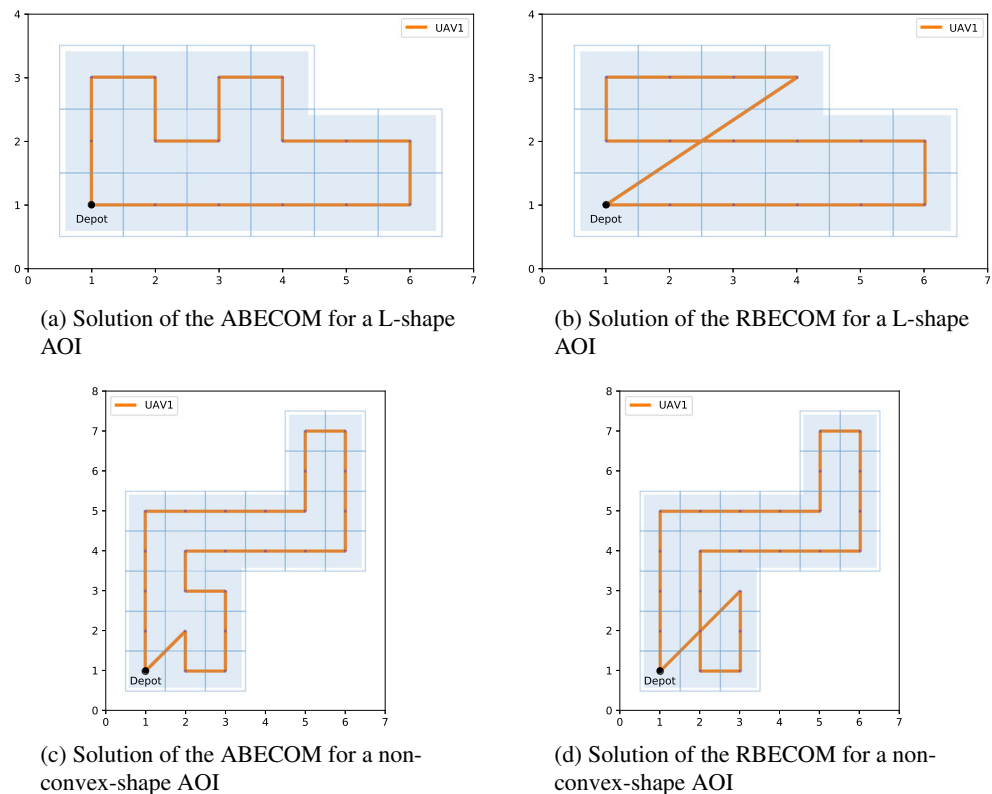 4
3
2
1
0
UAV1
Depot
0 1 2 3 4 5 6 7
(a) Solution of the ABECOM for a L-shape
AOI
4
3
2
1
0
UAV1
Depot
0 1 2 3 4 5 6 7
(b) Solution of the RBECOM for a L-shape
AOI
8
7
6
5
4
3
2
1
0
UAV1
Depot
0 1 2 3 4 5 6 7
(c) Solution of the ABECOM for a non-
convex-shape AOI
8
7
6
5
4
3
2
1
0
UAV1
Depot
0 1 2 3 4 5 6 7
(d) Solution of the RBECOM for a non-
convex-shape AOI